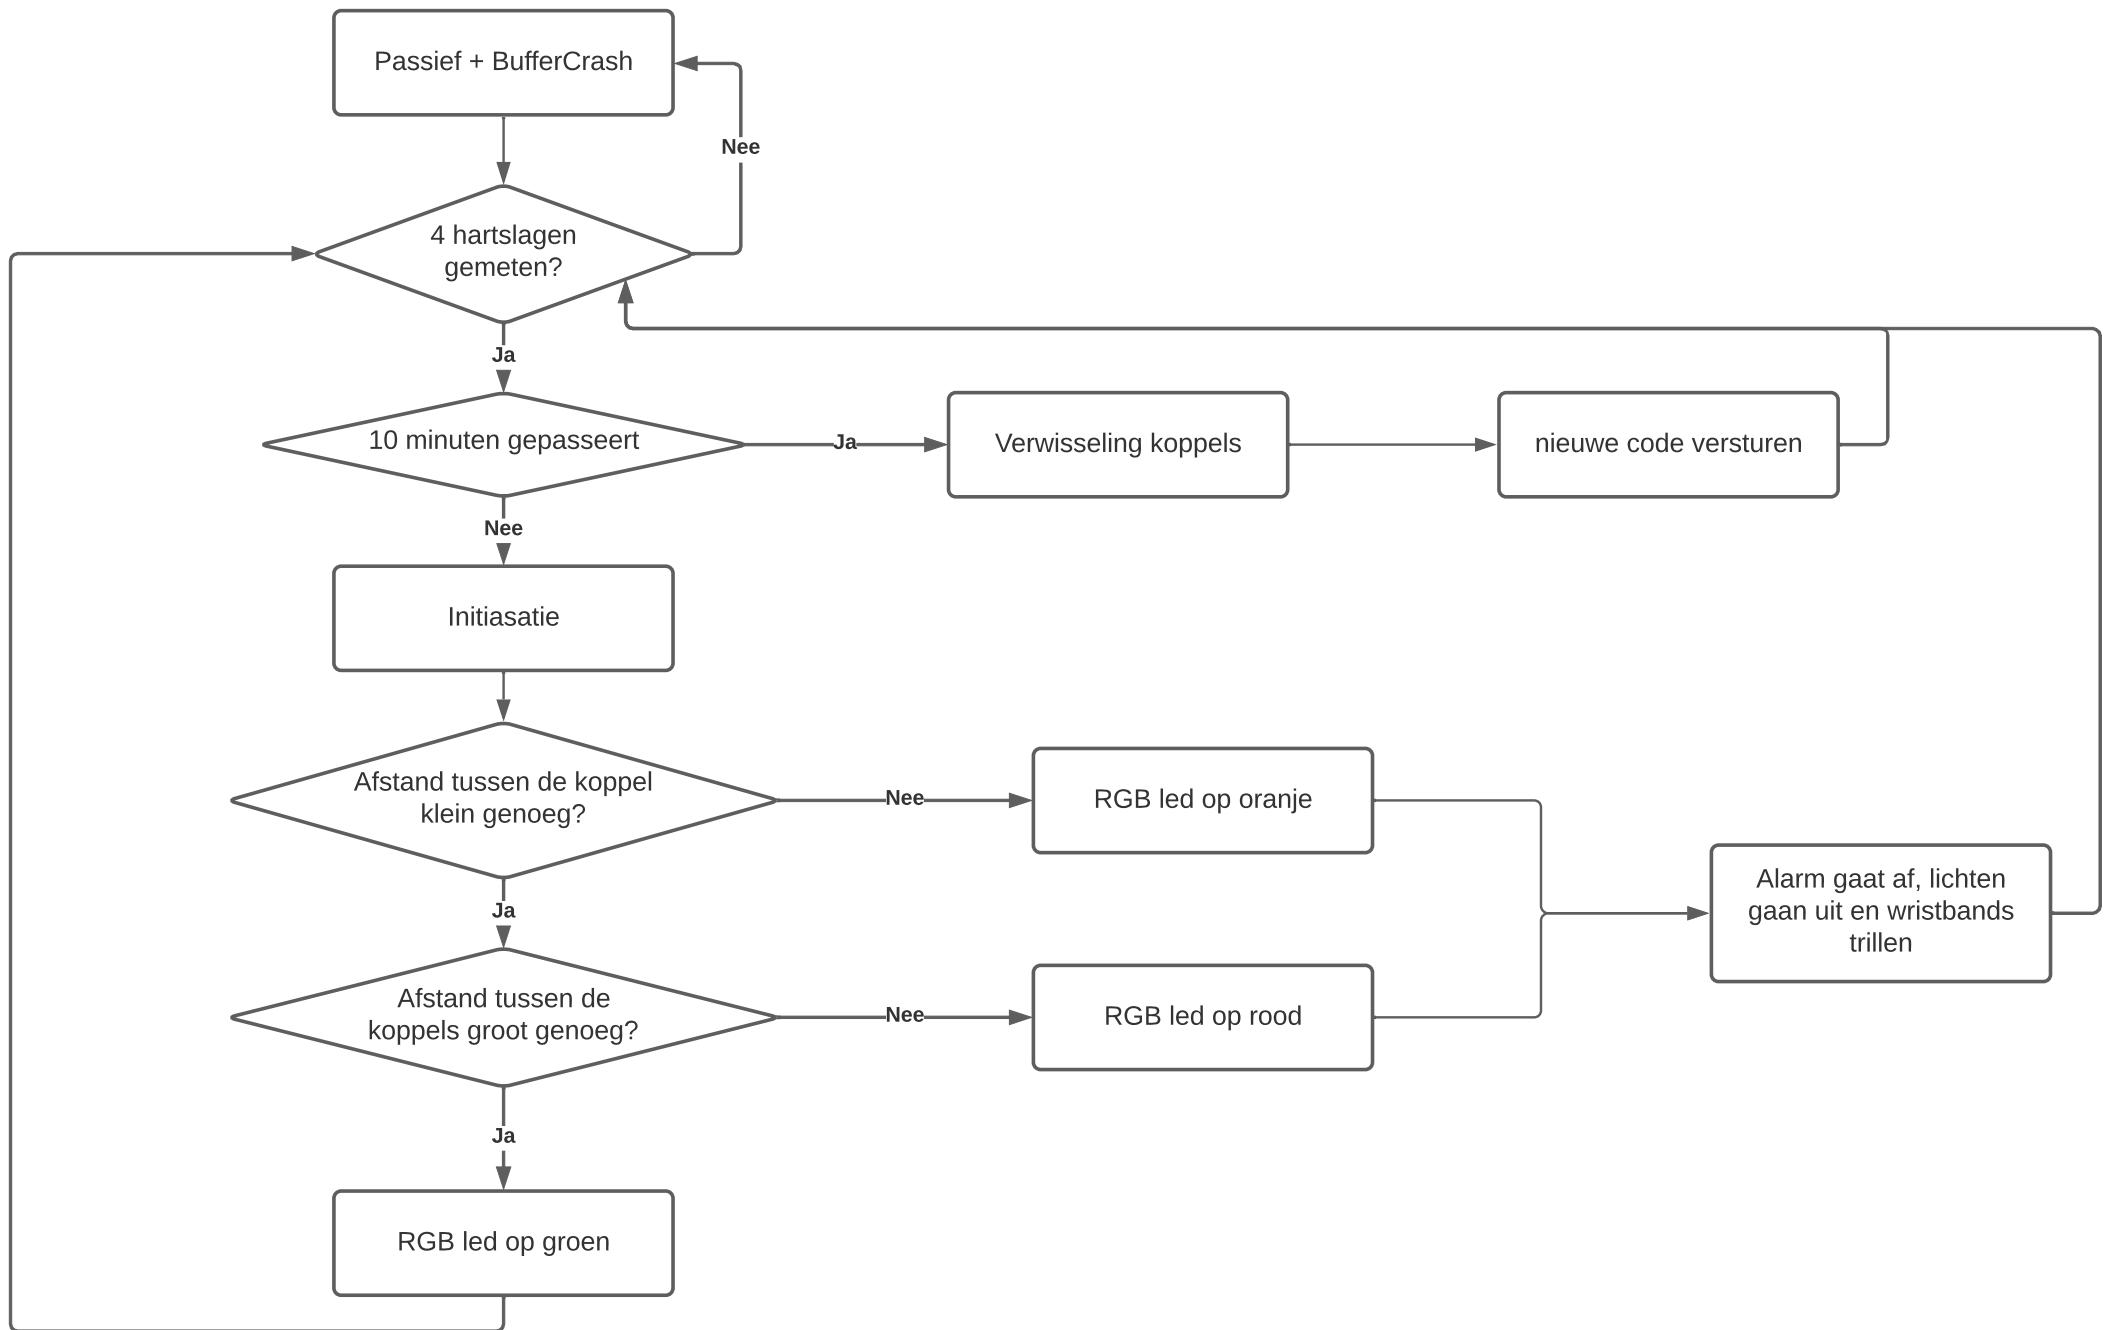 Passief + BufferCrash
Nee
4 hartslagen
gemeten?
Ja
10 minuten gepasseert
Ja
Verwisseling koppels
nieuwe code versturen
Nee
Initiasatie
Afstand tussen de koppel
klein genoeg?
Nee
RGB led op oranje
Alarm gaat af, lichten
gaan uit en wristbands
trillen
Ja
Afstand tussen de
koppels groot genoeg?
Nee
RGB led op rood
Ja
RGB led op groen